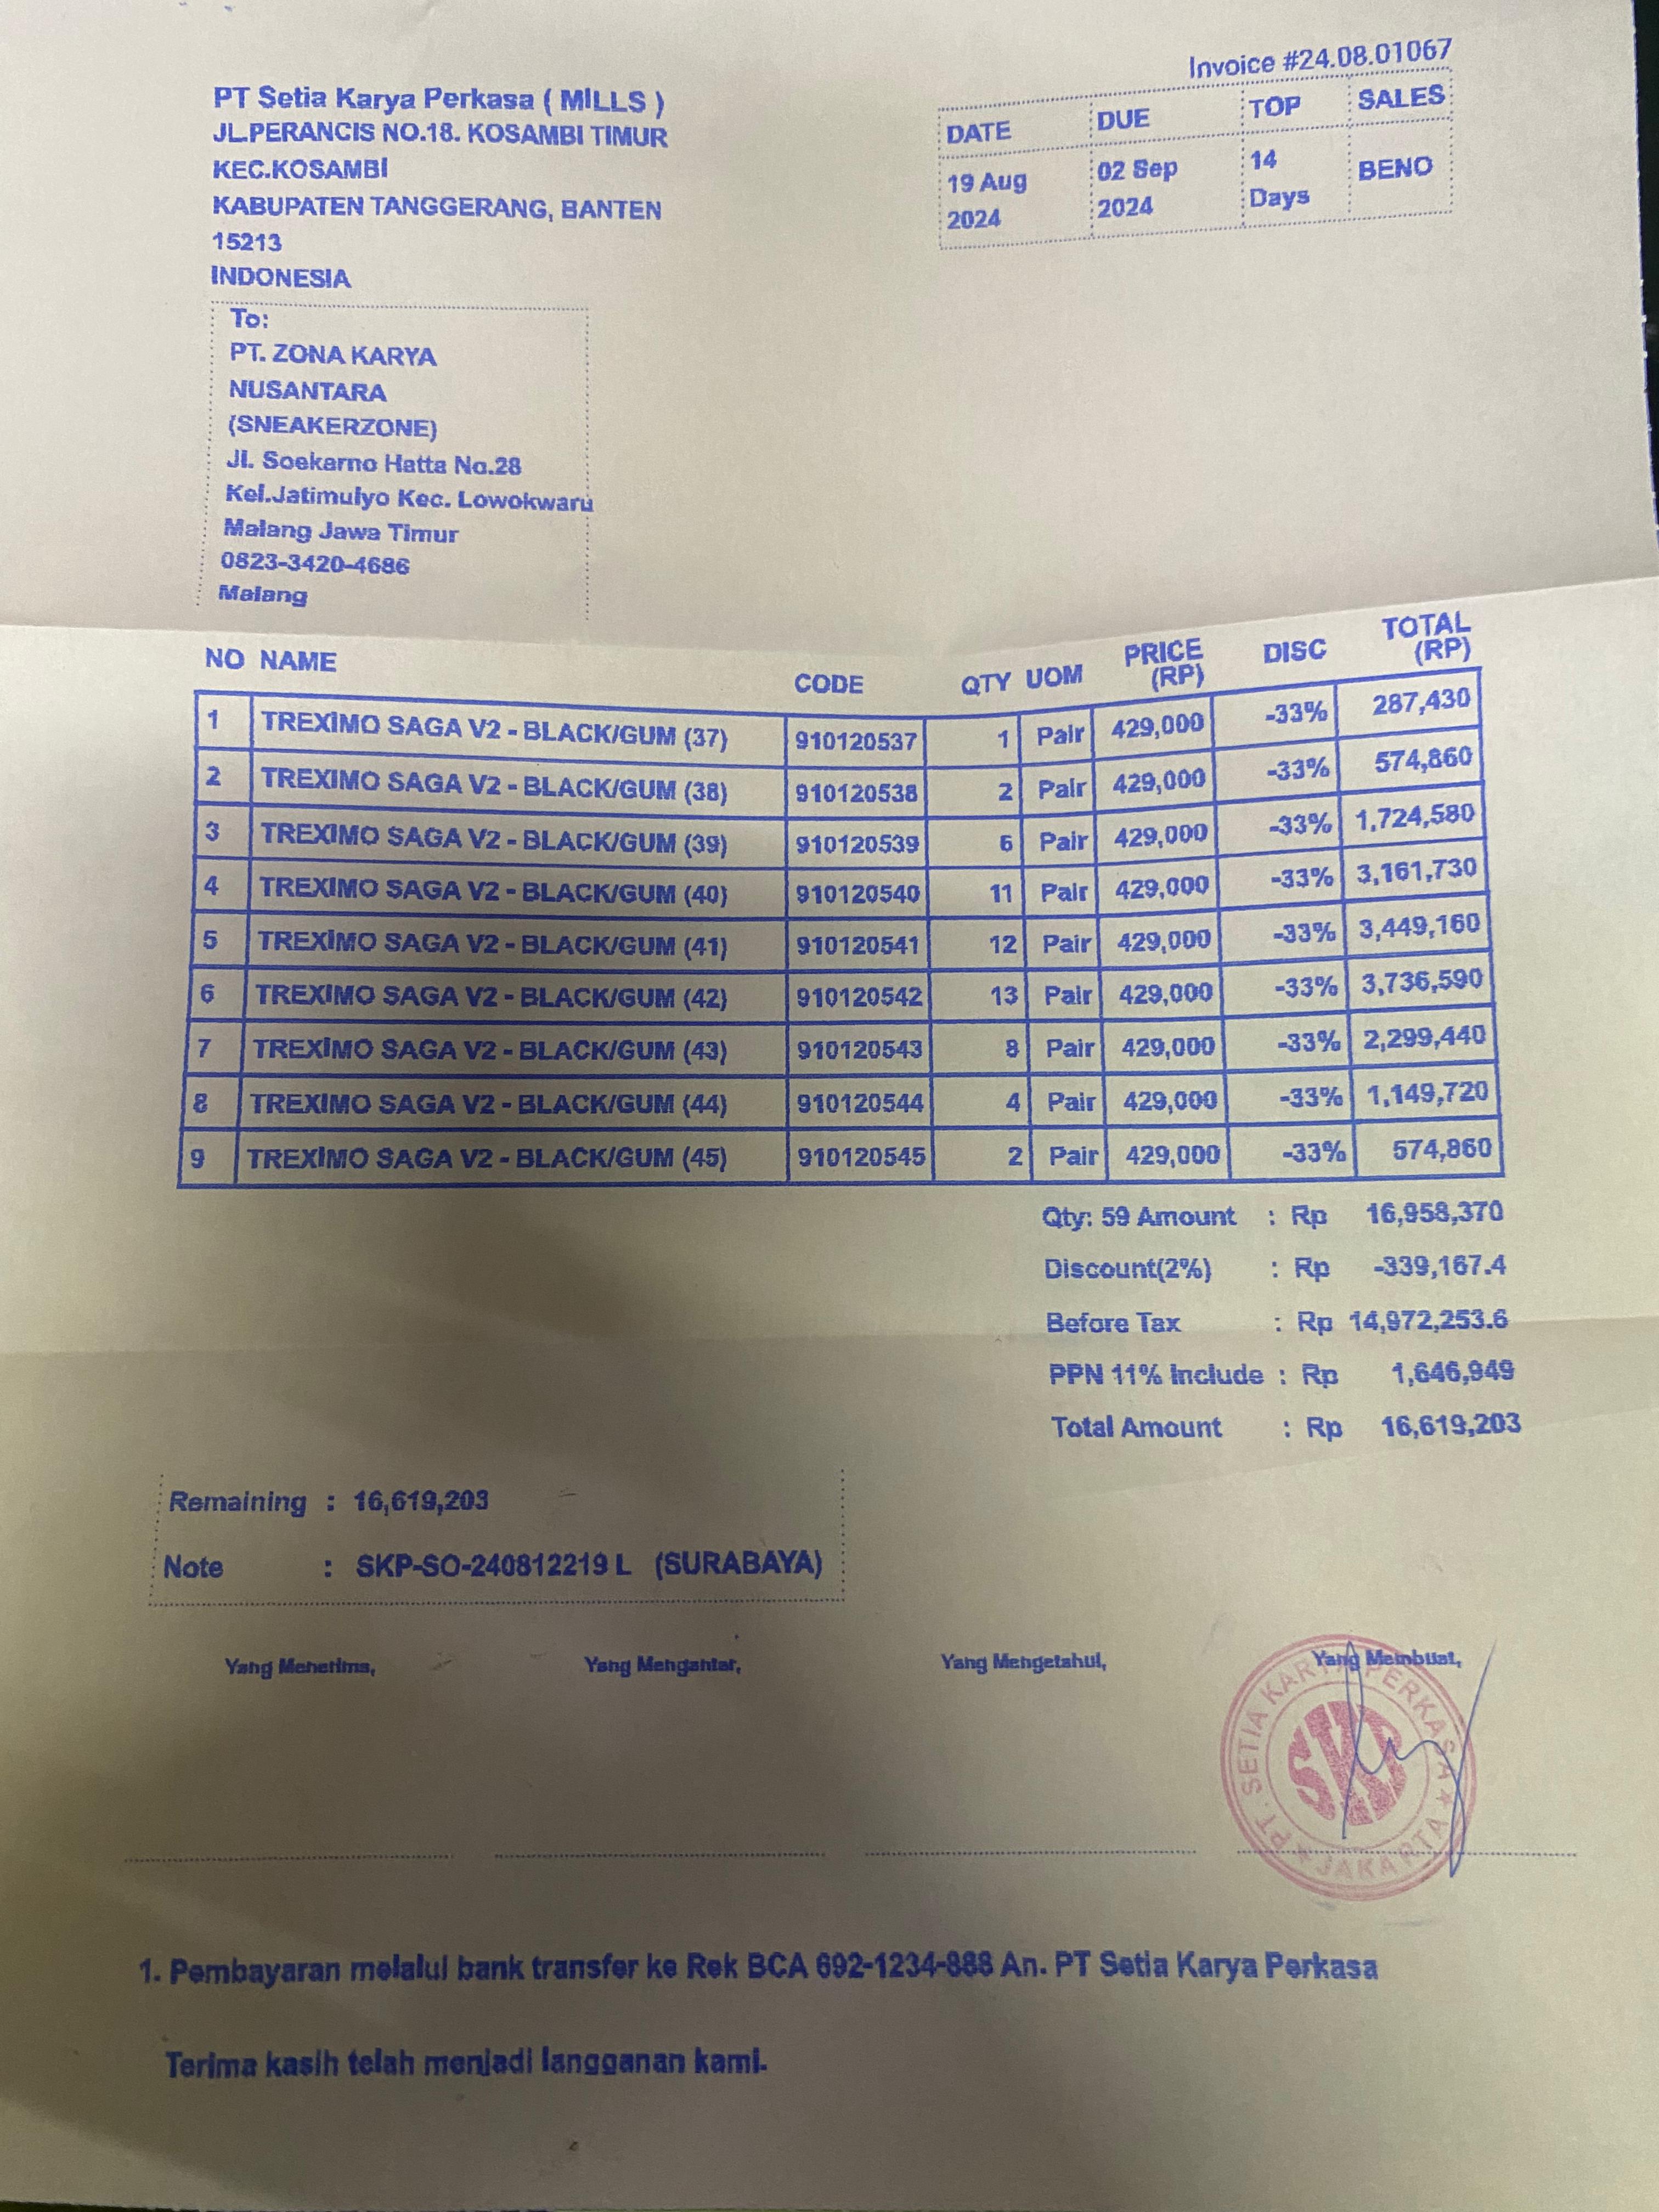 Invoice #24.08.01067
PT Setia Karya Perkasa ( MILLS )
JL.PERANCIS NO.18. KOSAMBI TIMUR
KEC.KOSAMBI
KABUPATEN TANGGERANG, BANTEN
15213
INDONESIA
DATE DUE TOP SALES
19 Aug 2024 02 Sep 2024 14 Days BENO
To:
PT. ZONA KARYA
NUSANTARA
(SNEAKERZONE)
Jl. Soekarno Hatta No.28
Kel.Jatimulyo Kec. Lowokwaru
Malang Jawa Timur
0823-3420-4686
Malang
NO NAME CODE QTY UOM PRICE (RP) DISC TOTAL (RP)
1 TREXIMO SAGA V2 - BLACK/GUM (37) 910120537 1 Pair 429,000 -33% 287,430
2 TREXIMO SAGA V2 - BLACK/GUM (38) 910120538 2 Pair 429,000 -33% 574,860
3 TREXIMO SAGA V2 - BLACK/GUM (39) 910120539 6 Pair 429,000 -33% 1,724,580
4 TREXIMO SAGA V2 - BLACK/GUM (40) 910120540 11 Pair 429,000 -33% 3,161,730
5 TREXIMO SAGA V2 - BLACK/GUM (41) 910120541 12 Pair 429,000 -33% 3,449,160
6 TREXIMO SAGA V2 - BLACK/GUM (42) 910120542 13 Pair 429,000 -33% 3,736,590
7 TREXIMO SAGA V2 - BLACK/GUM (43) 910120543 8 Pair 429,000 -33% 2,299,440
8 TREXIMO SAGA V2 - BLACK/GUM (44) 910120544 4 Pair 429,000 -33% 1,149,720
9 TREXIMO SAGA V2 - BLACK/GUM (45) 910120545 2 Pair 429,000 -33% 574,860
Qty: 59 Amount : Rp 16,958,370
Discount(2%) : Rp -339,167.4
Before Tax : Rp 14,972,253.6
PPN 11% Include : Rp 1,646,949
Total Amount : Rp 16,619,203
Remaining : 16,619,203
Note : SKP-SO-240812219 L (SURABAYA)
Yang Menerima, Yang Mengantar, Yang Mengetahui, Yang Membuat,
PT. SETIA KARYA PERKASA
SKP
JAKARTA
1. Pembayaran melalui bank transfer ke Rek BCA 692-1234-888 An. PT Setia Karya Perkasa
Terima kasih telah menjadi langganan kami.